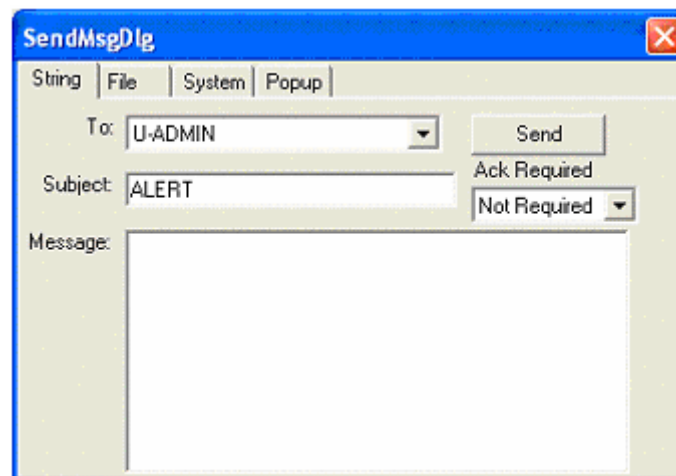 SendMsgDlg
String File System Popup
To: U-ADMIN Send
Ack Required
Subject: ALERT Not Required
Message: